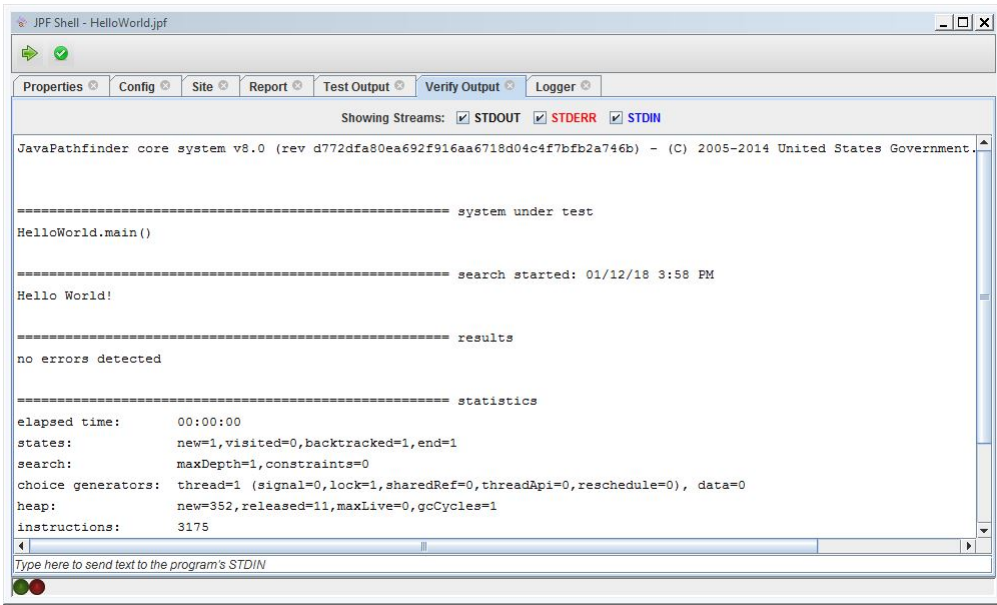 JPF Shell - HelloWorld.jpf
Properties Config Site Report Test Output Verify Output Logger
Showing Streams: STDOUT STDERR STDIN
JavaPathfinder core system v8.0 (rev d772dfa80ea692f916aa6718d04c4f7bfb2a746b) - (C) 2005-2014 United States Government.
====================================================== system under test
HelloWorld.main()
====================================================== search started: 01/12/18 3:58 PM
Hello World!
====================================================== results
no errors detected
====================================================== statistics
elapsed time: 00:00:00
states: new=1,visited=0,backtracked=1,end=1
search: maxDepth=1,constraints=0
choice generators: thread=1 (signal=0,lock=1,sharedRef=0,threadApi=0,reschedule=0), data=0
heap: new=352,released=11,maxLive=0,gcCycles=1
instructions: 3175
Type here to send text to the program's STDIN